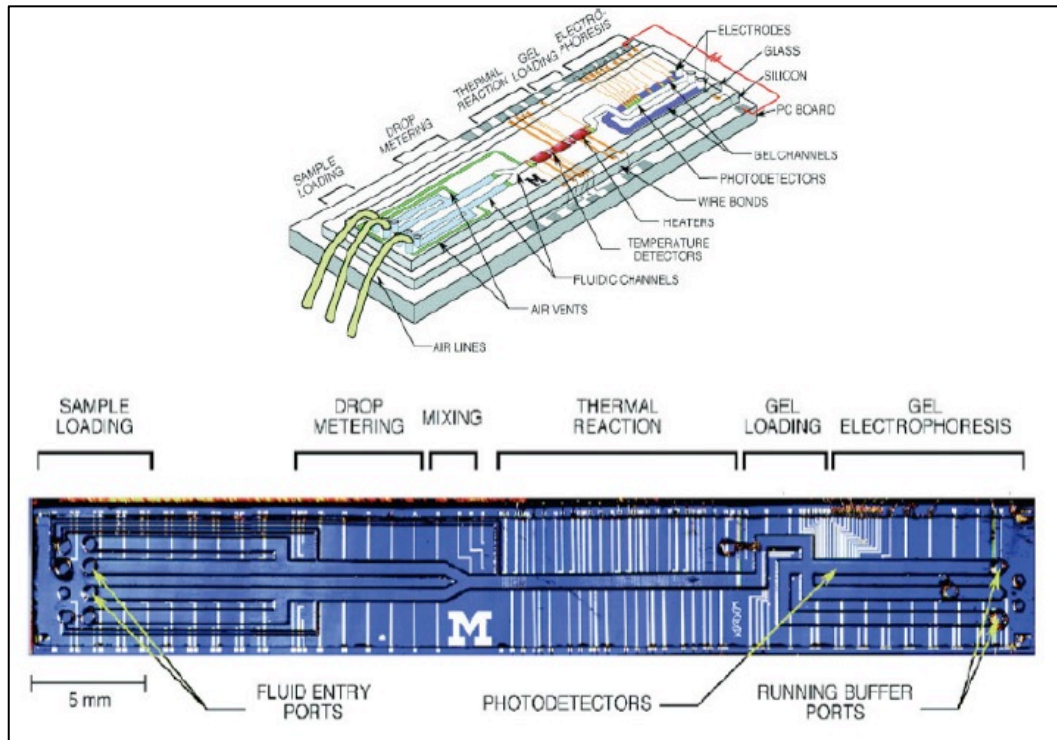 SAMPLE
LOADING
DROP
METERING
THERMAL
REACTION
GEL
LOADING
ELECTRO-
PHORESIS
ELECTRODES
GLASS
SILICON
PC BOARD
GEL CHANNELS
PHOTODETECTORS
WIRE BONDS
HEATERS
TEMPERATURE
DETECTORS
FLUIDIC CHANNELS
AIR VENTS
AIR LINES
M
SAMPLE
LOADING
DROP
METERING
MIXING
THERMAL
REACTION
GEL
LOADING
GEL
ELECTROPHORESIS
M
5 mm
FLUID ENTRY
PORTS
PHOTODETECTORS
RUNNING BUFFER
PORTS